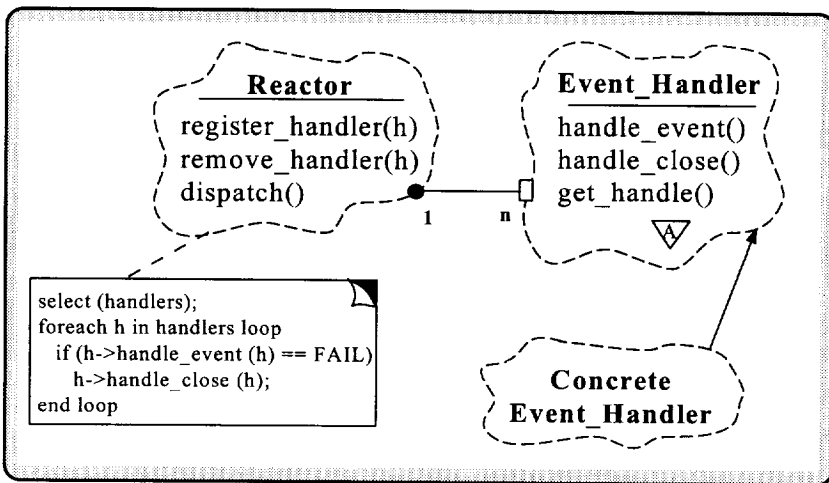 Reactor
register_handler(h)
remove_handler(h)
dispatch()
1
n
Event_Handler
handle_event()
handle_close()
get_handle()
A
select (handlers);
foreach h in handlers loop
if (h->handle_event (h) == FAIL)
h->handle_close (h);
end loop
Concrete
Event_Handler